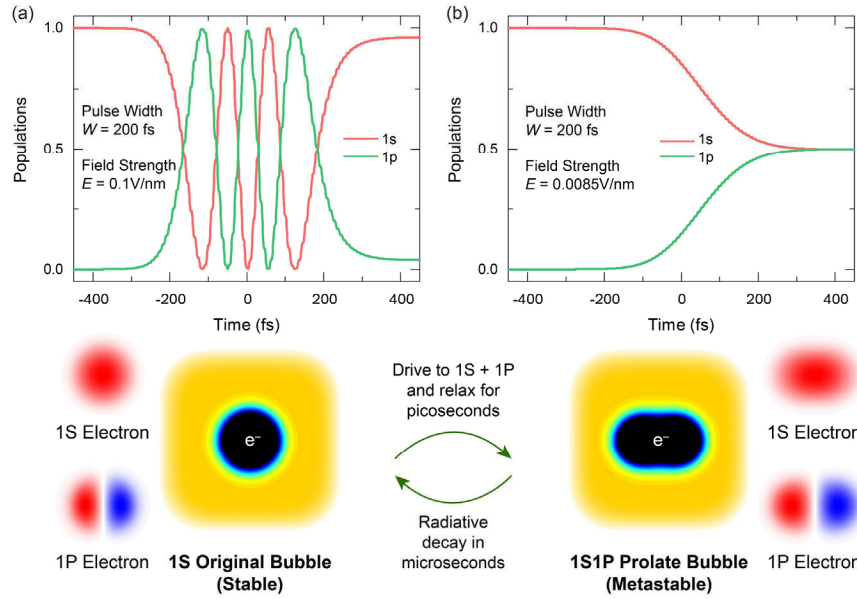 (a)
1.0
0.5
0.0
Populations
Pulse Width
W = 200 fs
Field Strength
E = 0.1V/nm
1s
1p
-400 -200 0 200 400
Time (fs)
(b)
1.0
0.5
0.0
Populations
Pulse Width
W = 200 fs
Field Strength
E = 0.0085V/nm
1s
1p
-400 -200 0 200 400
Time (fs)
1S Electron
1P Electron
e⁻
1S Original Bubble
(Stable)
Drive to 1S + 1P
and relax for
picoseconds
Radiative
decay in
microseconds
e⁻
1S1P Prolate Bubble
(Metastable)
1S Electron
1P Electron